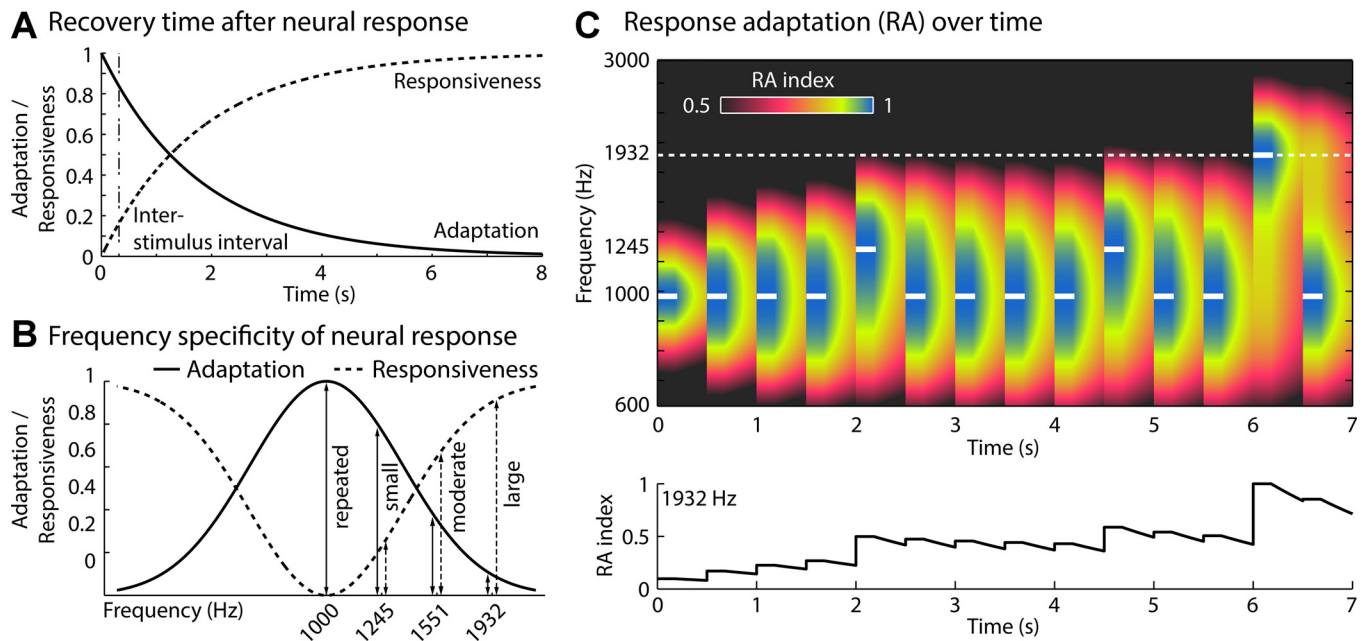 A Recovery time after neural response
Adaptation /
Responsiveness
1
0.8
0.6
0.4
0.2
0
Responsiveness
Inter-
stimulus interval
Adaptation
0 2 4 6 8
Time (s)
B Frequency specificity of neural response
Adaptation Responsiveness
Adaptation /
Responsiveness
1
0.8
0.6
0.4
0.2
0
repeated
small
moderate
large
Frequency (Hz)
1000 1245 1551 1932
C Response adaptation (RA) over time
Frequency (Hz)
3000
1932
1245
1000
600
RA index
0.5 1
0 1 2 3 4 5 6 7
Time (s)
RA index
1
0.5
0
1932 Hz
0 1 2 3 4 5 6 7
Time (s)